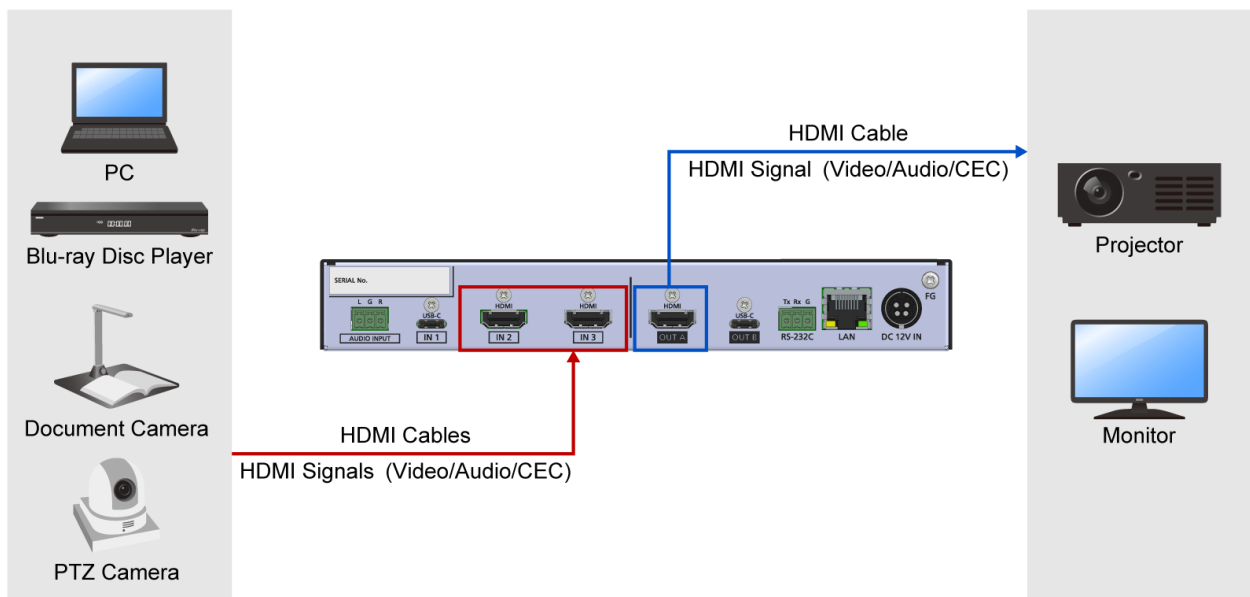 PC
Blu-ray Disc Player
Document Camera
PTZ Camera
HDMI Cables
HDMI Signals (Video/Audio/CEC)
SERIAL No.
L G R
AUDIO INPUT
USB-C
IN 1
HDMI
IN 2
HDMI
IN 3
HDMI
OUT A
USB-C
OUT B
Tx Rx G
RS-232C
LAN
DC 12V IN
FG
HDMI Cable
HDMI Signal (Video/Audio/CEC)
Projector
Monitor